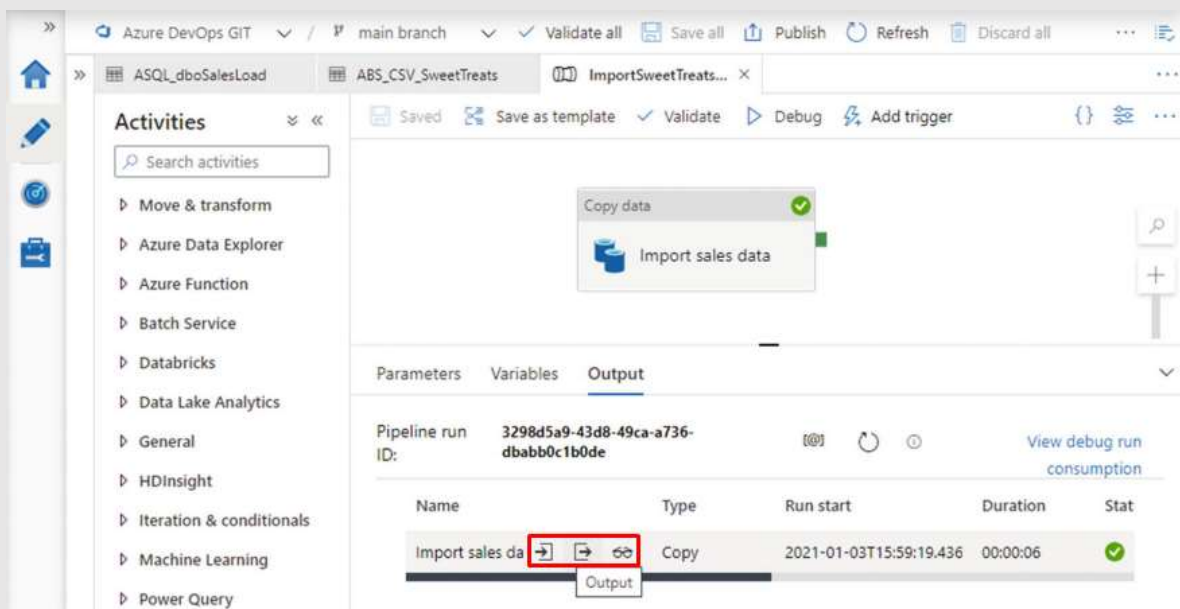 Azure DevOps GIT / main branch Validate all Save all Publish Refresh Discard all ...
ASQL_dboSalesLoad ABS_CSV_SweetTreats ImportSweetTreats... ...
Activities
Search activities
Move & transform
Azure Data Explorer
Azure Function
Batch Service
Databricks
Data Lake Analytics
General
HDInsight
Iteration & conditionals
Machine Learning
Power Query
Saved Save as template Validate Debug Add trigger {} ...
Copy data
Import sales data
Parameters Variables Output
Pipeline run ID:
3298d5a9-43d8-49ca-a736-
dbabb0c1b0de
[@]
View debug run
consumption
Name Type Run start Duration Stat
Import sales da Copy 2021-01-03T15:59:19.436 00:00:06
Output